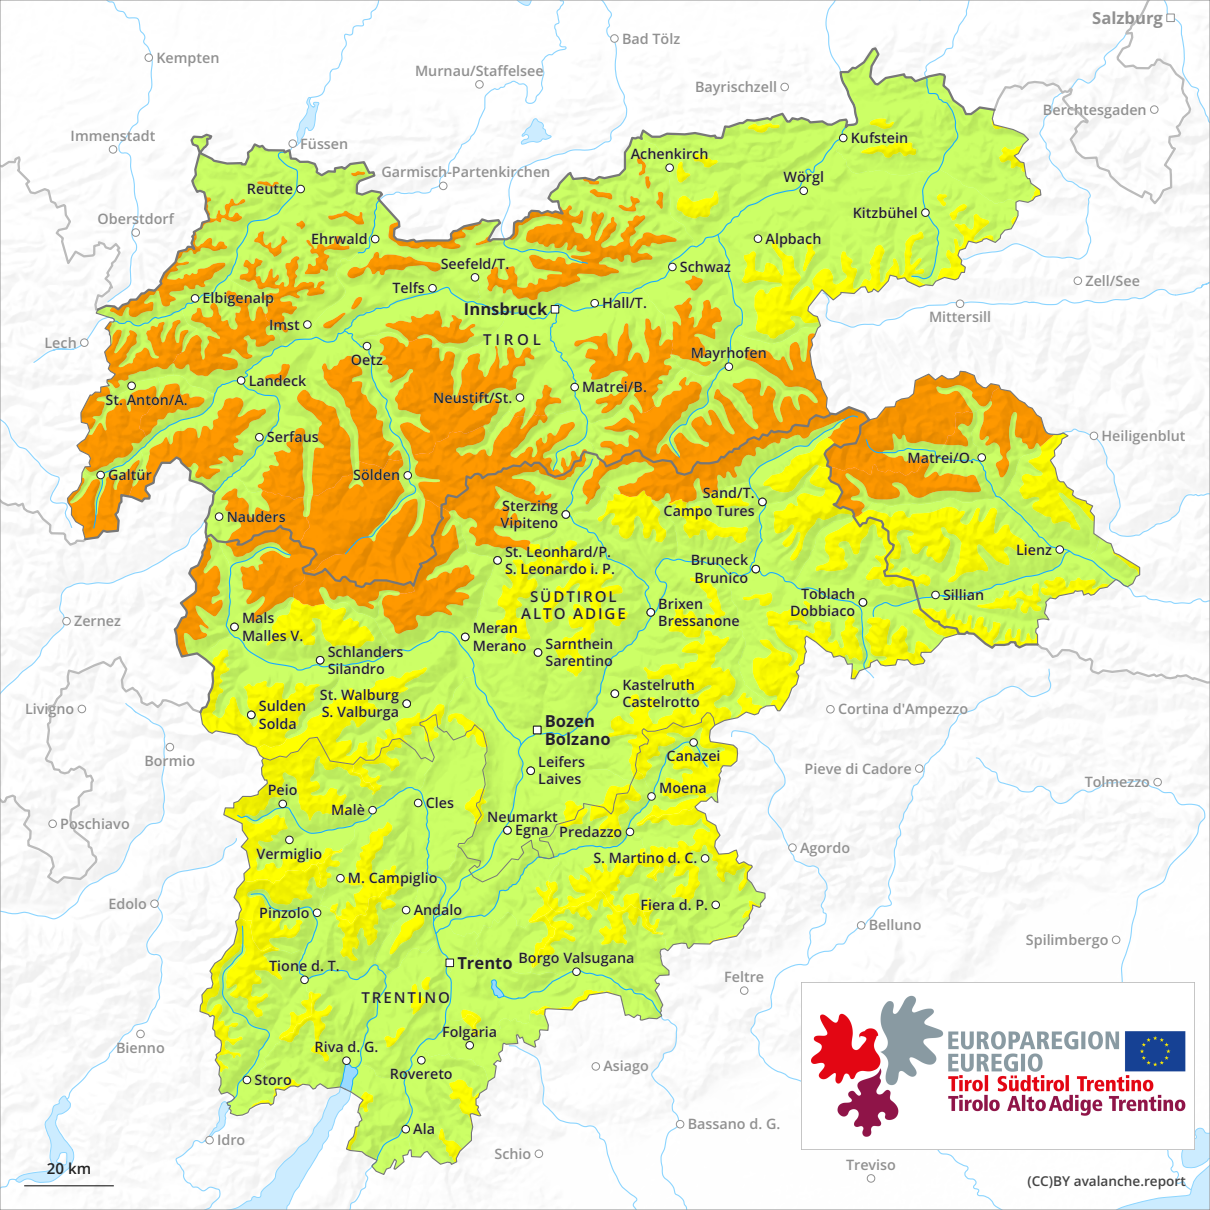 Salzburg
Bad Tölz
Kempten
Murnau/Staffelsee
Bayrischzell
Berchtesgaden
Immenstadt
Füssen
Kufstein
Achenkirch
Garmisch-Partenkirchen
Wörgl
Reutte
Oberstdorf
Kitzbühel
Ehrwald
Alpbach
Seefeld/T.
Schwaz
Zell/See
Telfs
Elbigenalp
Hall/T.
Innsbruck
Mittersill
Imst
TIROL
Lech
Mayrhofen
Oetz
Landeck
Matrei/B.
St. Anton/A.
Neustift/St.
Serfaus
Heiligenblut
Matrei/O.
Galtür
Sölden
Sand/T.
Campo Tures
Sterzing
Vipiteno
Nauders
St. Leonhard/P.
S. Leonardo i. P.
Lienz
Bruneck
Brunico
SÜDTIROL
ALTO ADIGE
Toblach
Dobbiaco
Sillian
Brixen
Bressanone
Zernez
Mals
Malles V.
Meran
Merano
Sarnthein
Sarentino
Schlanders
Silandro
Kastelruth
Castelrotto
St. Walburg
S. Valburga
Sulden
Solda
Livigno
Cortina d'Ampezzo
Bozen
Bolzano
Bormio
Canazei
Leifers
Laives
Pieve di Cadore
Tolmezzo
Peio
Moena
Malè
Cles
Neumarkt
Egna
Predazzo
Poschiavo
Vermiglio
Agordo
S. Martino d. C.
M. Campiglio
Edolo
Pinzolo
Andalo
Fiera d. P.
Belluno
Spilimbergo
Trento
Borgo Valsugana
Tione d. T.
Feltre
TRENTINO
Folgaria
Bienno
Riva d. G.
Rovereto
Asiago
Storo
EUROPAREGION
EUREGIO
Tirol Südtirol Trentino
Tirolo Alto Adige Trentino
Ala
Bassano d. G.
Idro
Schio
Treviso
20 km
(CC)BY avalanche.report